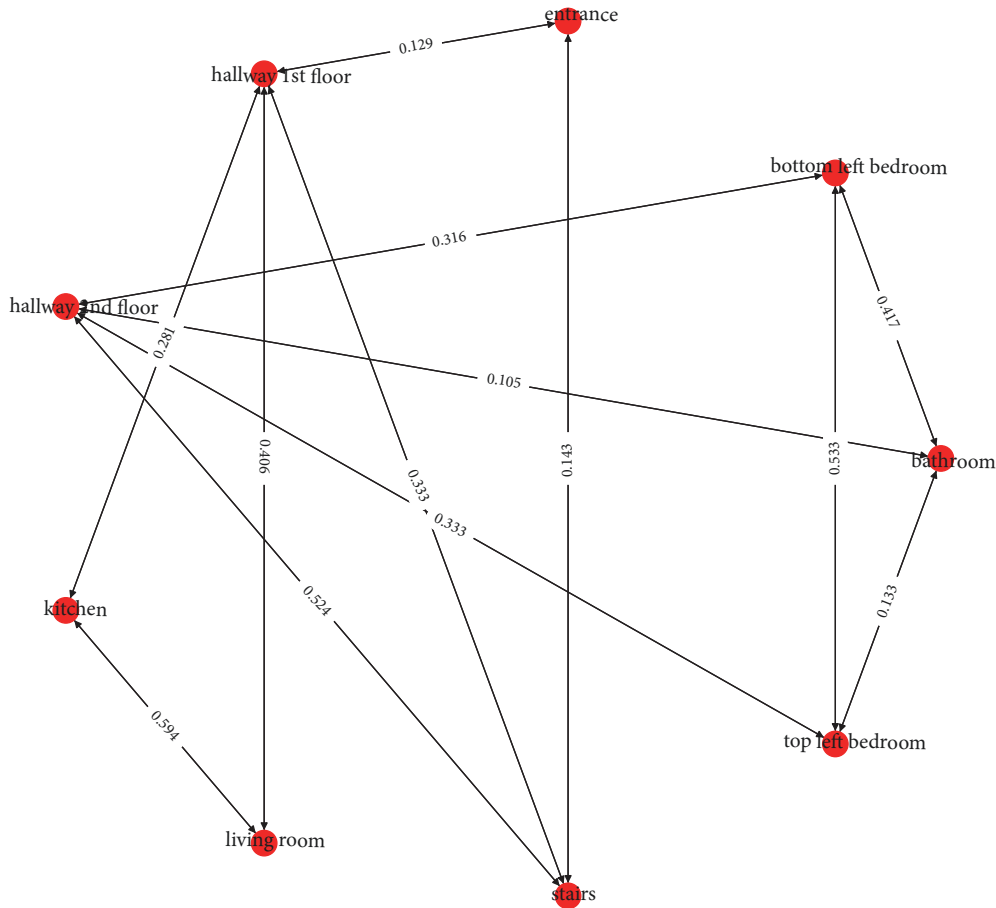 entrance
0.129
hallway 1st floor
bottom left bedroom
0.316
hallway 2nd floor
0.417
0.281
0.105
0.406
0.333
0.143
0.533
bathroom
0.333
0.524
0.133
kitchen
0.594
top left bedroom
living room
stairs